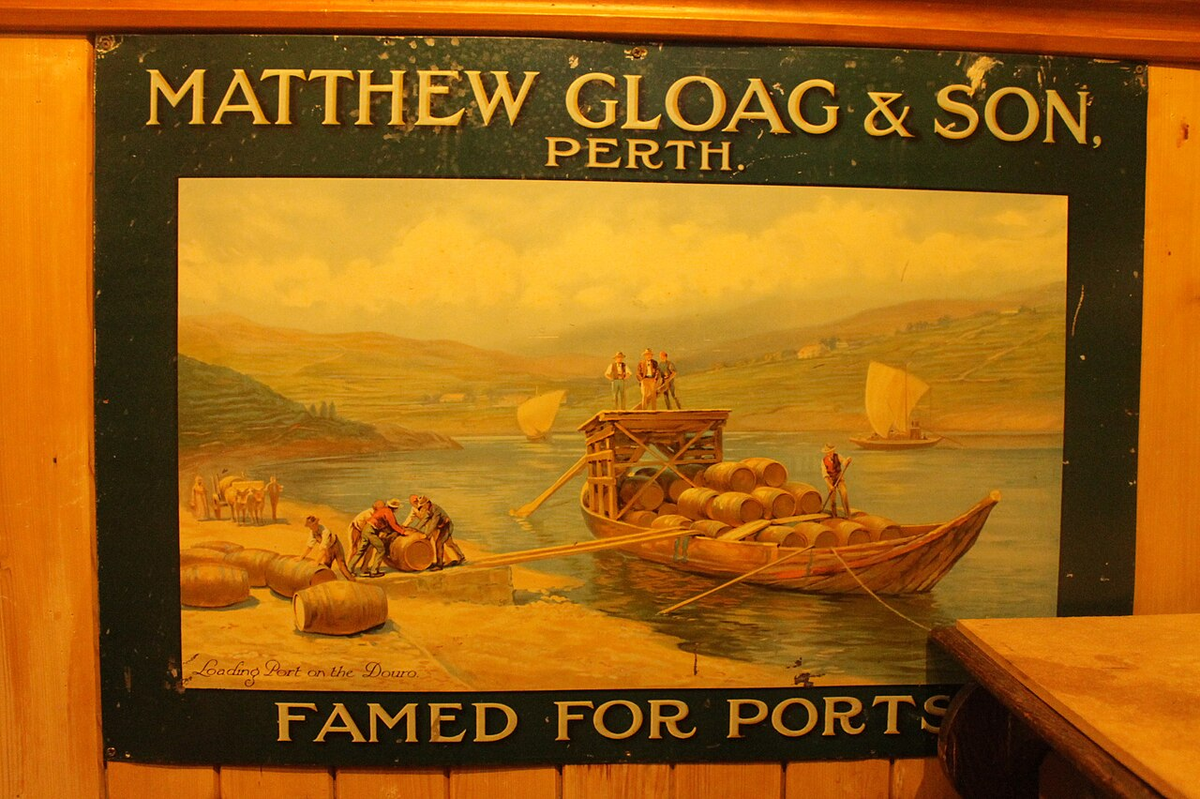 MATTHEW GLOAG & SON,
PERTH.
Loading Port on the Douro.
FAMED FOR PORTS